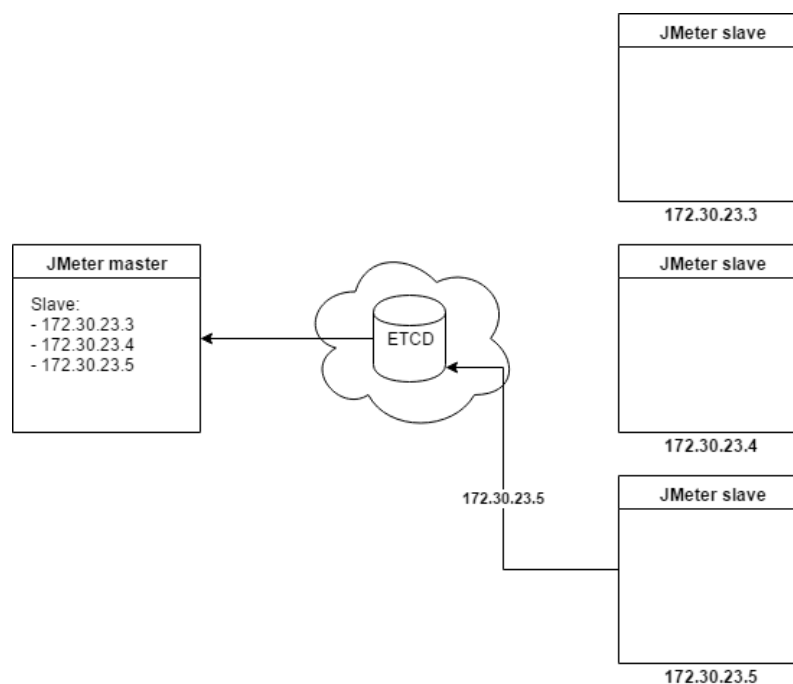 JMeter slave
172.30.23.3
JMeter master
Slave:
- 172.30.23.3
- 172.30.23.4
- 172.30.23.5
ETCD
JMeter slave
172.30.23.4
172.30.23.5
JMeter slave
172.30.23.5